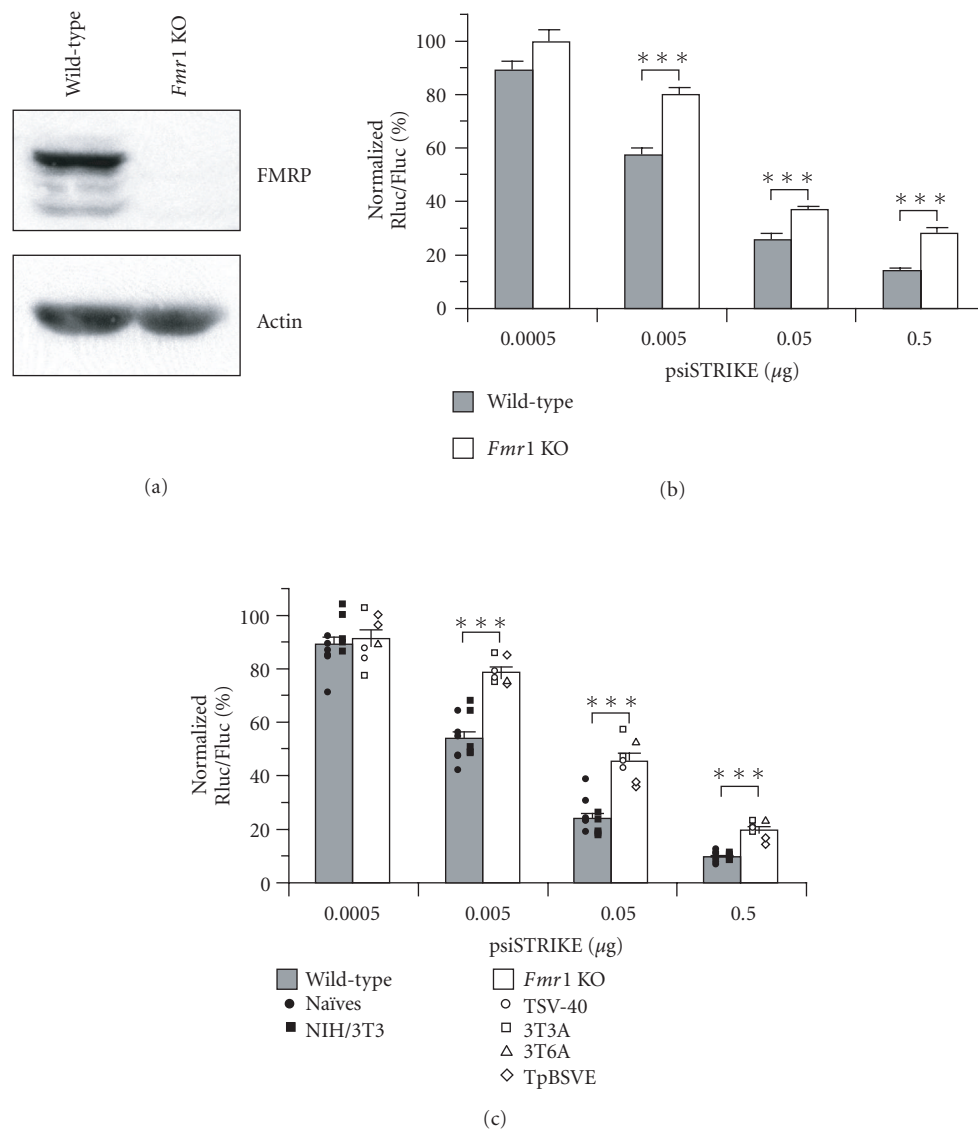 Wild-type
Fmr1 KO
FMRP
Actin
(a)
Normalized
Rluc/Fluc (%)
100
80
60
40
20
0
∗∗∗
∗∗∗
∗∗∗
0.0005 0.005 0.05 0.5
psiSTRIKE (µg)
Wild-type
Fmr1 KO
(b)
Normalized
Rluc/Fluc (%)
100
80
60
40
20
0
∗∗∗
∗∗∗
∗∗∗
0.0005 0.005 0.05 0.5
psiSTRIKE (µg)
Wild-type
Naïves
NIH/3T3
Fmr1 KO
TSV-40
3T3A
3T6A
TpBSVE
(c)